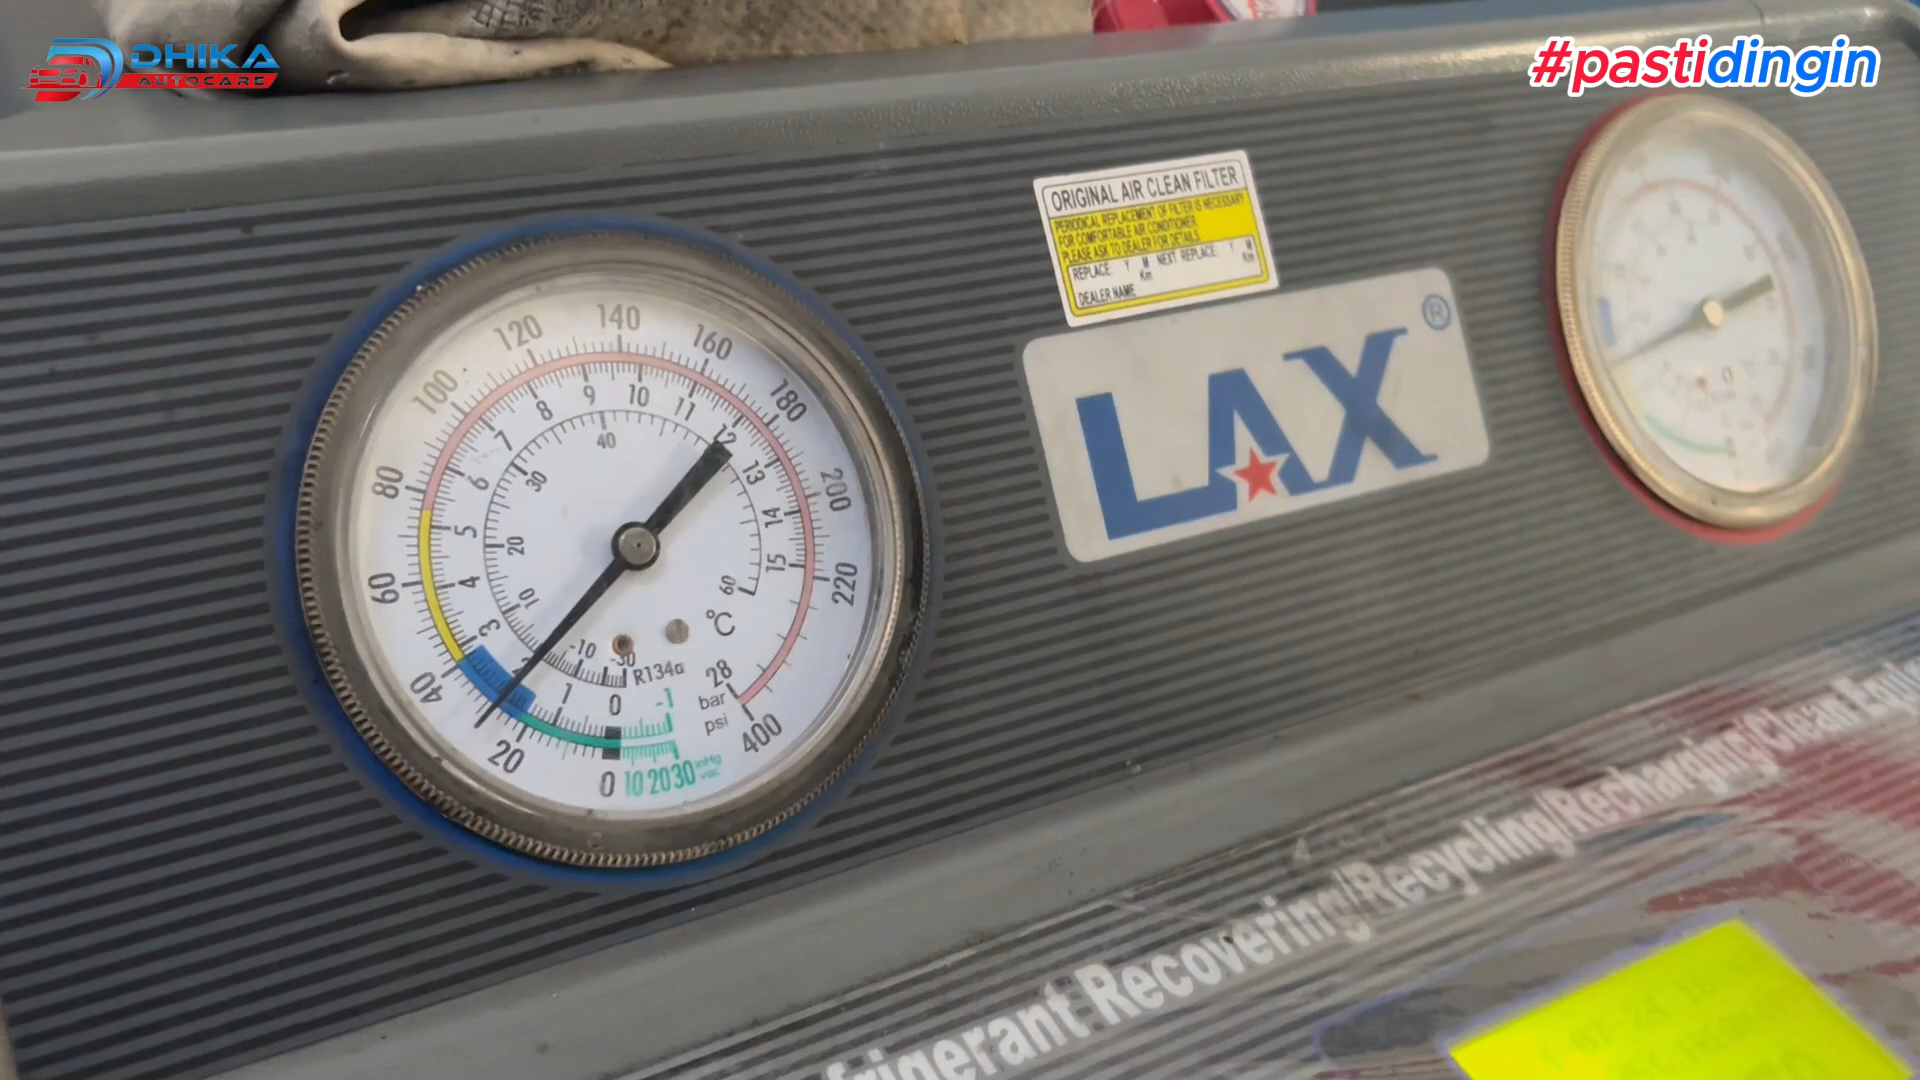 DHIKA
AUTOCARE
#pastidingin
ORIGINAL AIR CLEAN FILTER
PERIODICAL REPLACEMENT OF FILTER IS NECESSARY
FOR COMFORTABLE AIR CONDITIONER
PLEASE ASK TO DEALER FOR DETAILS
REPLACE: Y M NEXT REPLACE: Y M
Km Km
DEALER NAME
LAX®
0 20 40 60 80 100 120 140 160 180 200 220 400
-1 0 1 2 3 4 5 6 7 8 9 10 11 12 13 14 15 28
-30 -10 10 20 30 40 60
°C
R134a
bar
psi
10 20 30 inHg
vac
frigerant Recovering/Recycling/Recharging/Clean Equi